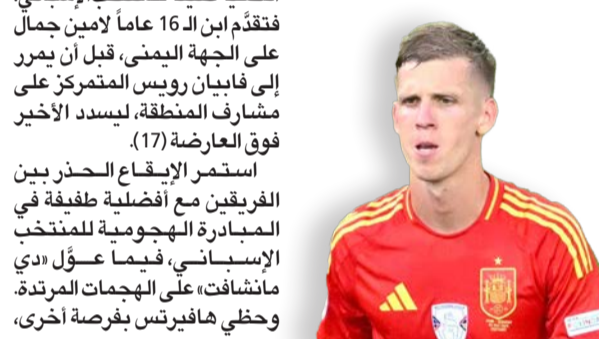 فتقدَّم ابن الـ 16 عاماً لامين جمال
على الجهة اليمنى، قبل أن يمرر
إلى فابيان رويس المتمركز على
مشارف المنطقة، ليسدد الأخير
فوق العارضة (17).
استمر الإيقاع الحذر بين
الفريقين مع أفضلية طفيفة في
المبادرة الهجومية للمنتخب
الإسباني، فيما عوَّل «دي
مانشافت» على الهجمات المرتدة.
وحظي هافيرتس بفرصة أخرى،